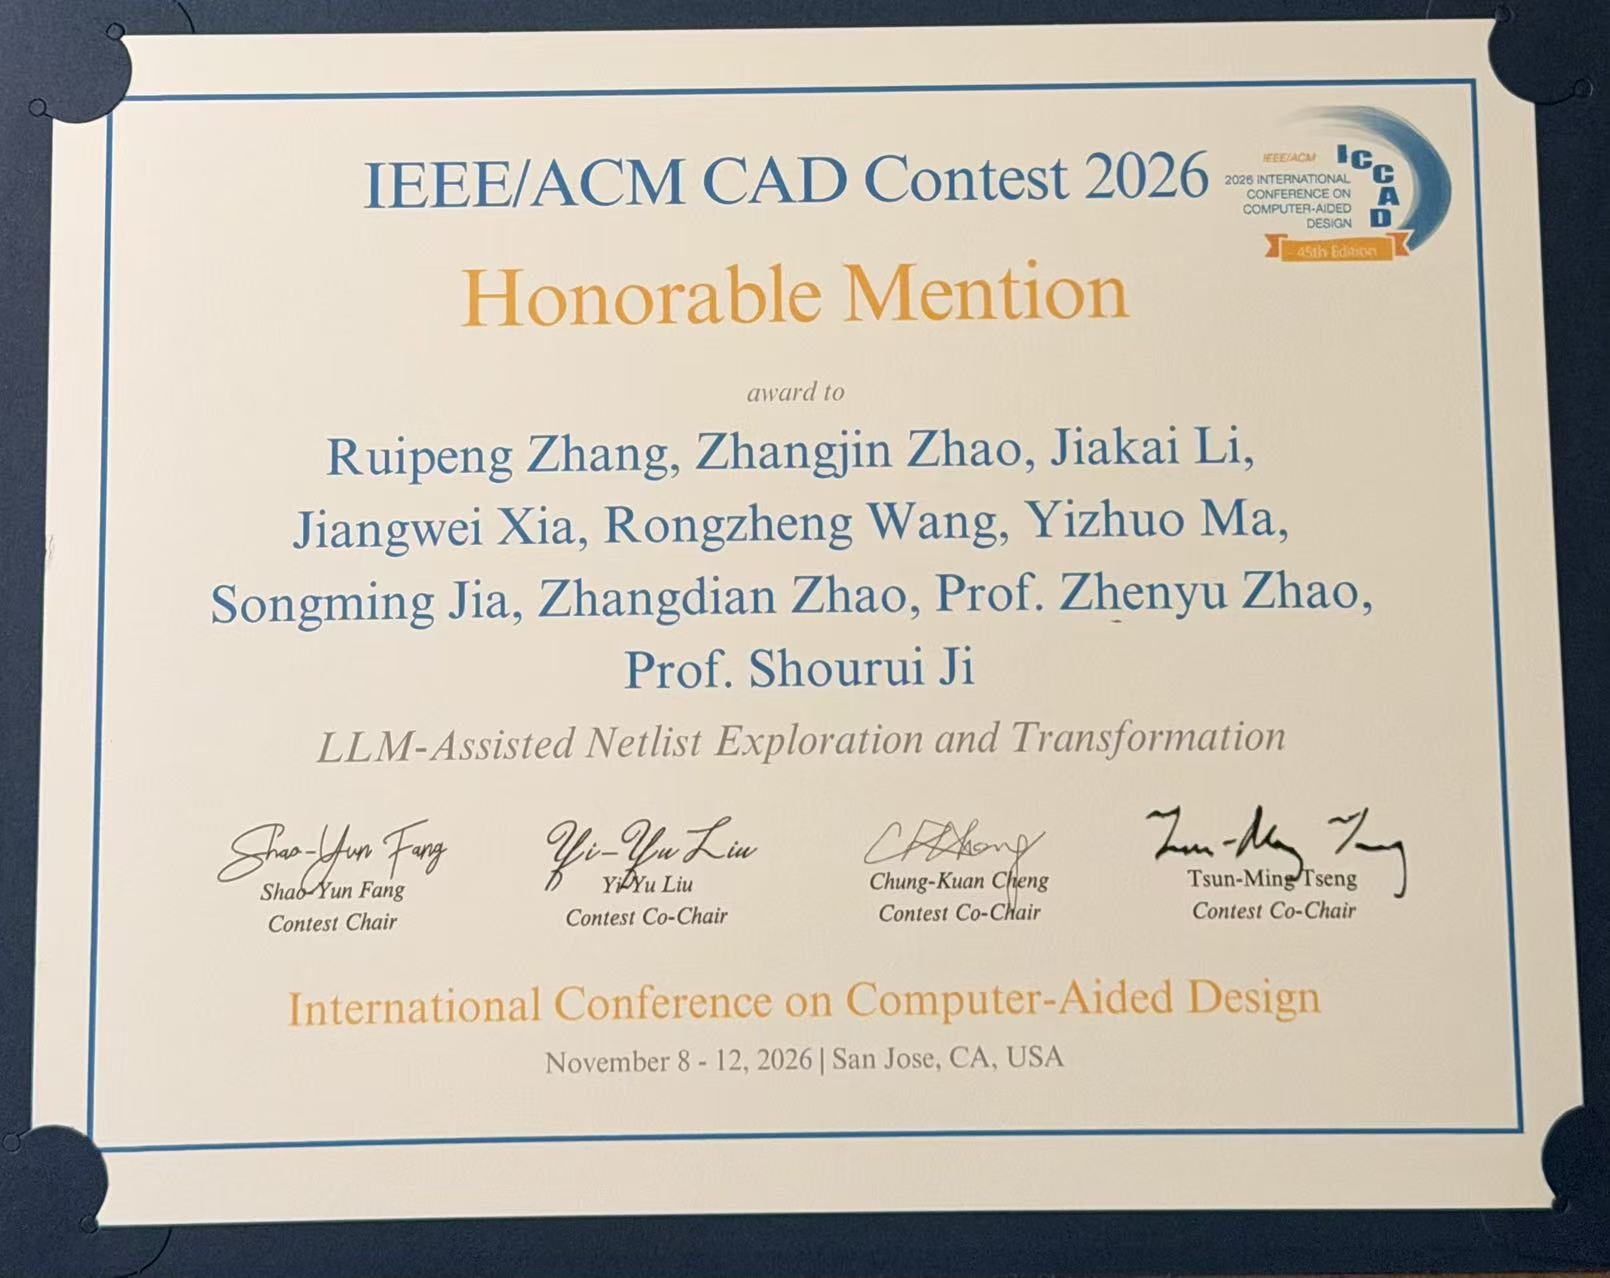 IEEE/ACM CAD Contest 2026
IEEE/ACM
ICCAD
2026 INTERNATIONAL
CONFERENCE ON
COMPUTER-AIDED
DESIGN
45th Edition
Honorable Mention
award to
Ruipeng Zhang, Zhangjin Zhao, Jiakai Li,
Jiangwei Xia, Rongzheng Wang, Yizhuo Ma,
Songming Jia, Zhangdian Zhao, Prof. Zhenyu Zhao,
Prof. Shourui Ji
LLM-Assisted Netlist Exploration and Transformation
Shao-Yun Fang
Shao-Yun Fang
Contest Chair
Yi-Yu Liu
Yi-Yu Liu
Contest Co-Chair
Chung-Kuan Cheng
Contest Co-Chair
Tsun-Ming Tseng
Contest Co-Chair
International Conference on Computer-Aided Design
November 8 - 12, 2026 | San Jose, CA, USA